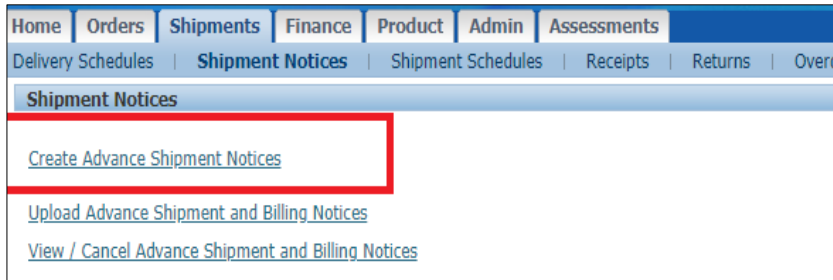 Home Orders Shipments Finance Product Admin Assessments
Delivery Schedules | Shipment Notices | Shipment Schedules | Receipts | Returns |
Shipment Notices
Create Advance Shipment Notices
Upload Advance Shipment and Billing Notices
View / Cancel Advance Shipment and Billing Notices